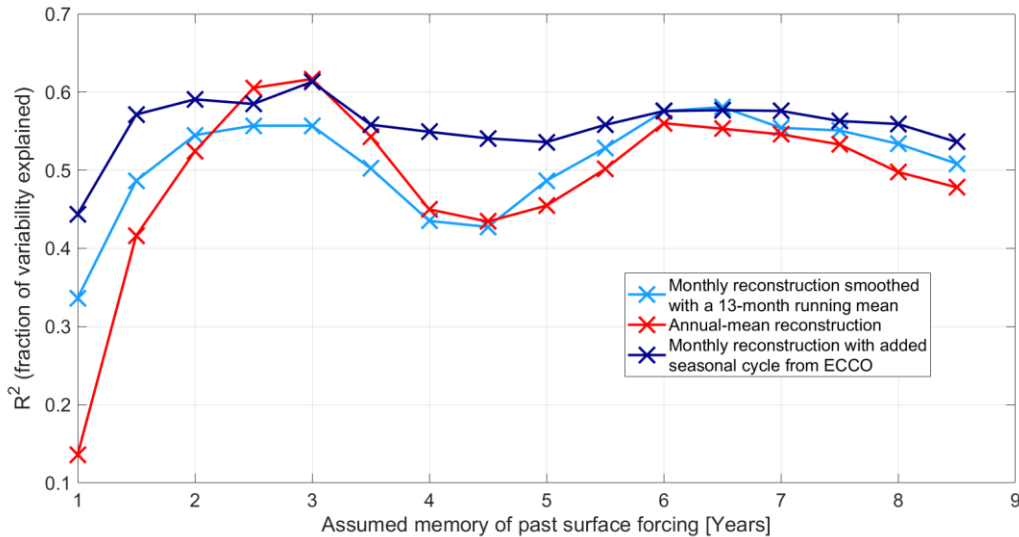 0.7
0.6
0.5
0.4
0.3
0.2
0.1
R² (fraction of variability explained)
Monthly reconstruction smoothed
with a 13-month running mean
Annual-mean reconstruction
Monthly reconstruction with added
seasonal cycle from ECCO
1 2 3 4 5 6 7 8 9
Assumed memory of past surface forcing [Years]